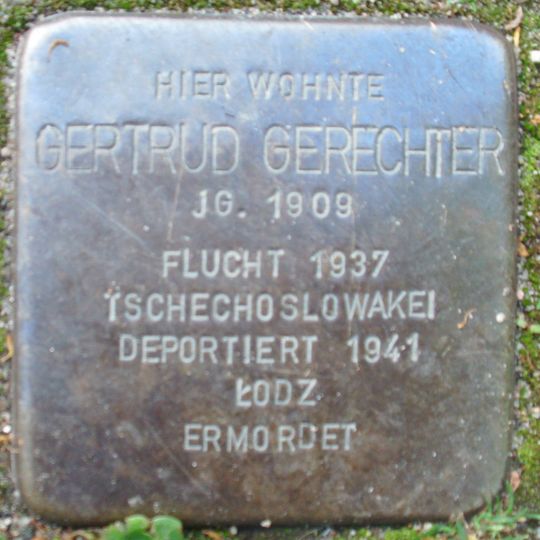 HIER WOHNTE
GERTRUD GERECHTER
JG. 1909
FLUCHT 1937
TSCHECHOSLOWAKEI
DEPORTIERT 1941
ŁODZ
ERMORDET